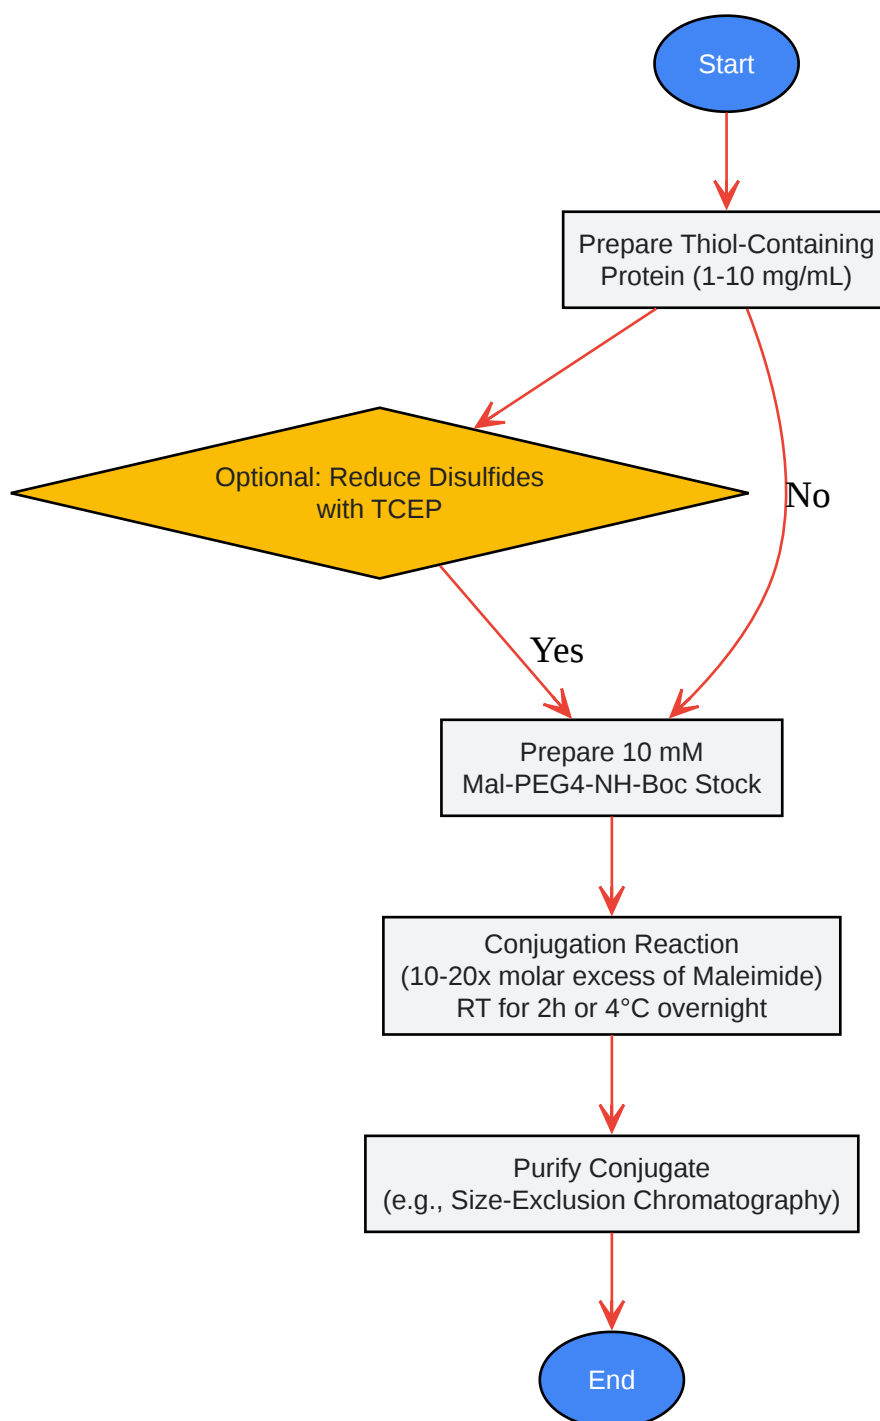 Start
Prepare Thiol-Containing
Protein (1-10 mg/mL)
Optional: Reduce Disulfides
with TCEP
No
Yes
Prepare 10 mM
Mal-PEG4-NH-Boc Stock
Conjugation Reaction
(10-20x molar excess of Maleimide)
RT for 2h or 4°C overnight
Purify Conjugate
(e.g., Size-Exclusion Chromatography)
End